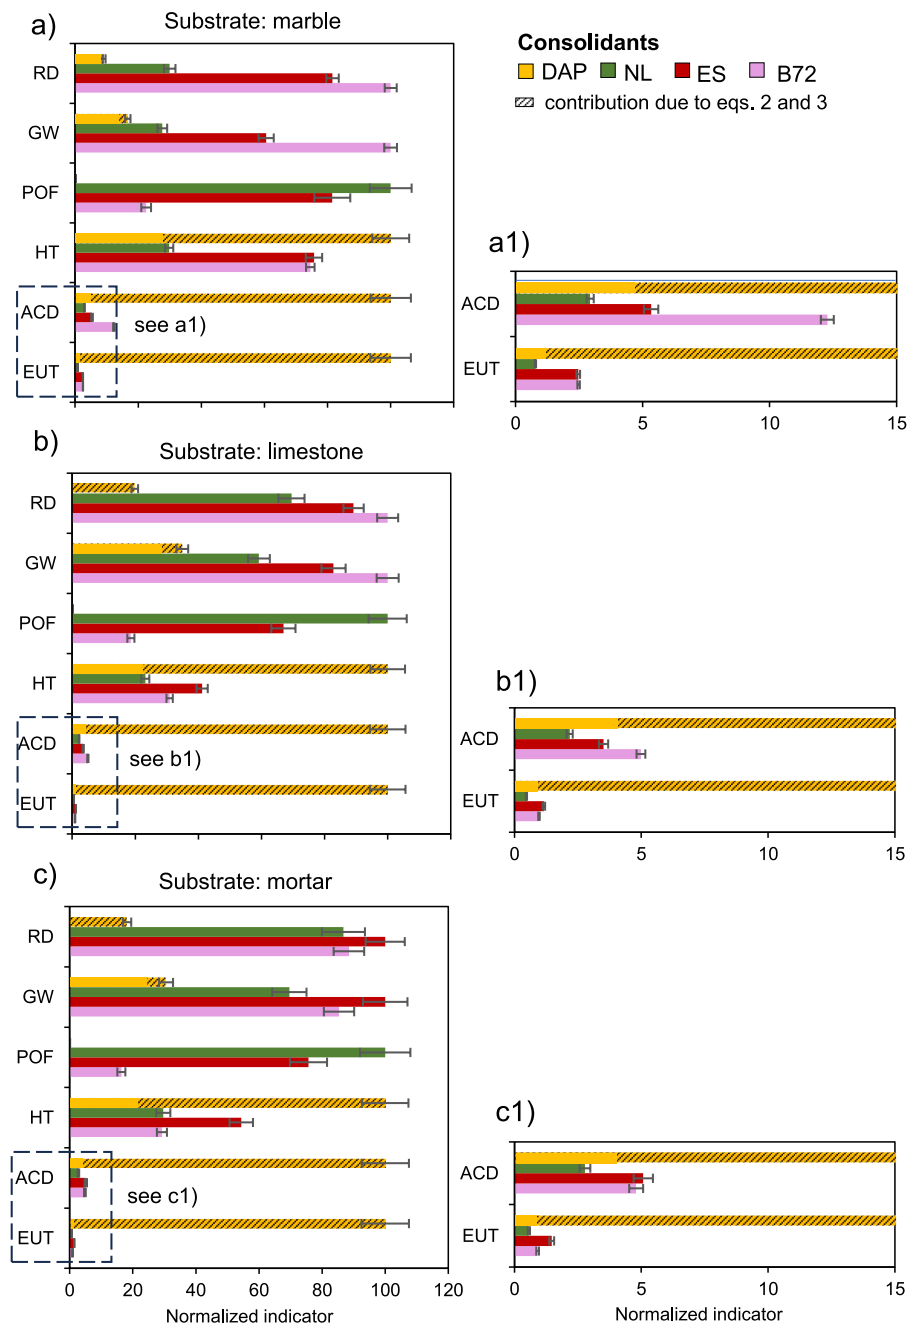 a)
Substrate: marble
Consolidants
DAP NL ES B72
contribution due to eqs. 2 and 3
RD
GW
POF
HT
ACD
EUT
see a1)
a1)
ACD
EUT
0 5 10 15
b)
Substrate: limestone
RD
GW
POF
HT
ACD
EUT
see b1)
b1)
ACD
EUT
0 5 10 15
c)
Substrate: mortar
RD
GW
POF
HT
ACD
EUT
see c1)
0 20 40 60 80 100 120
Normalized indicator
c1)
ACD
EUT
0 5 10 15
Normalized indicator